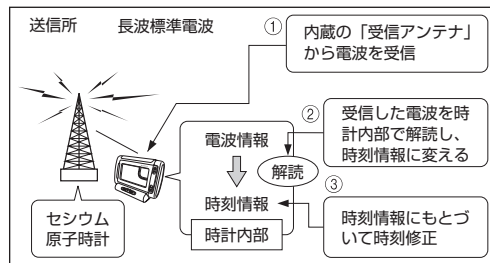 送信所
長波標準電波
セシウム
原子時計
①
内蔵の「受信アンテナ」
から電波を受信
②
受信した電波を時
計内部で解読し、
時刻情報に変える
電波情報
解読
時刻情報
時計内部
③
時刻情報にもとづ
いて時刻修正